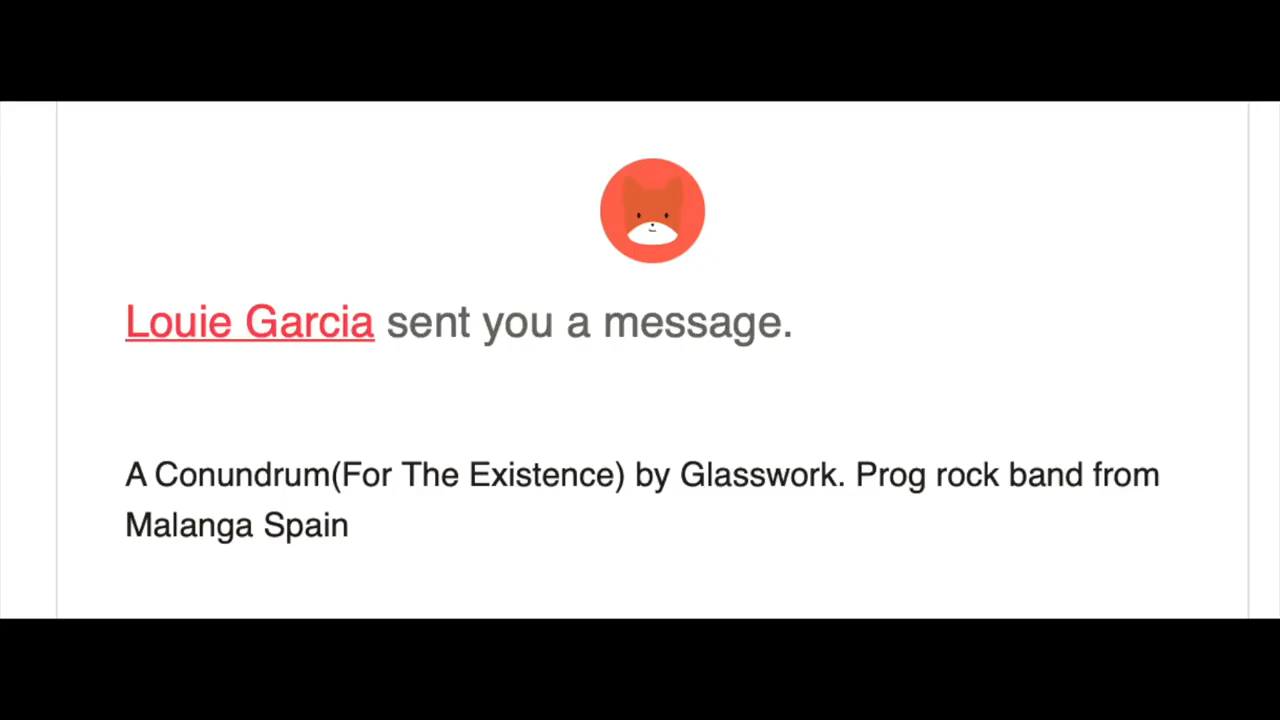 Louie Garcia sent you a message.
A Conundrum(For The Existence) by Glasswork. Prog rock band from
Malanga Spain